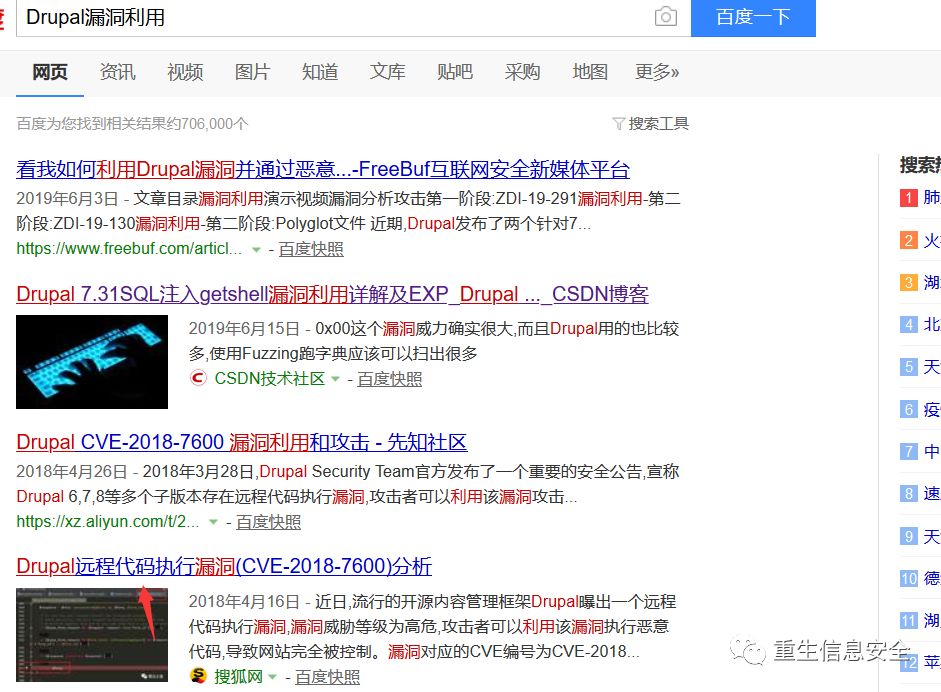 Drupal漏洞利用
百度一下
网页 资讯 视频 图片 知道 文库 贴吧 采购 地图 更多»
百度为您找到相关结果约706,000个
搜索工具
看我如何利用Drupal漏洞并通过恶意...-FreeBuf互联网安全新媒体平台
2019年6月3日 - 文章目录漏洞利用演示视频漏洞分析攻击第一阶段:ZDI-19-291漏洞利用-第二
阶段:ZDI-19-130漏洞利用-第二阶段:Polyglot文件 近期,Drupal发布了两个针对7...
https://www.freebuf.com/articl... - 百度快照
Drupal 7.31SQL注入getshell漏洞利用详解及EXP_Drupal ..._CSDN博客
2019年6月15日 - 0x00这个漏洞威力确实很大,而且Drupal用的也比较
多,使用Fuzzing跑字典应该可以扫出很多
CSDN技术社区 - 百度快照
Drupal CVE-2018-7600 漏洞利用和攻击 - 先知社区
2018年4月26日 - 2018年3月28日,Drupal Security Team官方发布了一个重要的安全公告,宣称
Drupal 6,7,8等多个子版本存在远程代码执行漏洞,攻击者可以利用该漏洞攻击...
https://xz.aliyun.com/t/2... - 百度快照
Drupal远程代码执行漏洞(CVE-2018-7600)分析
2018年4月16日 - 近日,流行的开源内容管理框架Drupal曝出一个远程
代码执行漏洞,漏洞威胁等级为高危,攻击者可以利用该漏洞执行恶意
代码,导致网站完全被控制。漏洞对应的CVE编号为CVE-2018...
搜狐网 - 百度快照
搜索
1 肺
2 火
3 湖
4 北
5 天
6 疫
7 中
8 速
9 天
10 德
11 湖
12 苹
重生信息安全